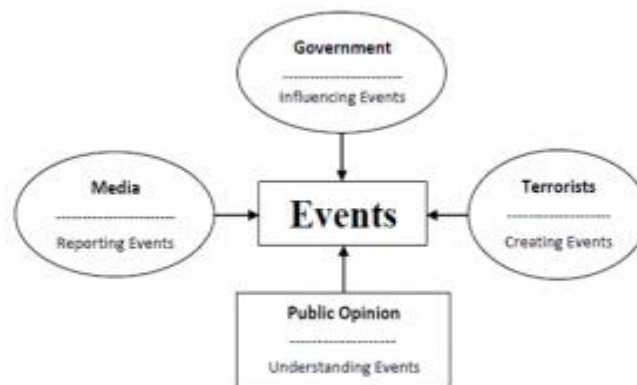 Government
----------------------
Influencing Events
Media
----------------------
Reporting Events
Events
Terrorists
--------------------
Creating Events
Public Opinion
--------------------
Understanding Events